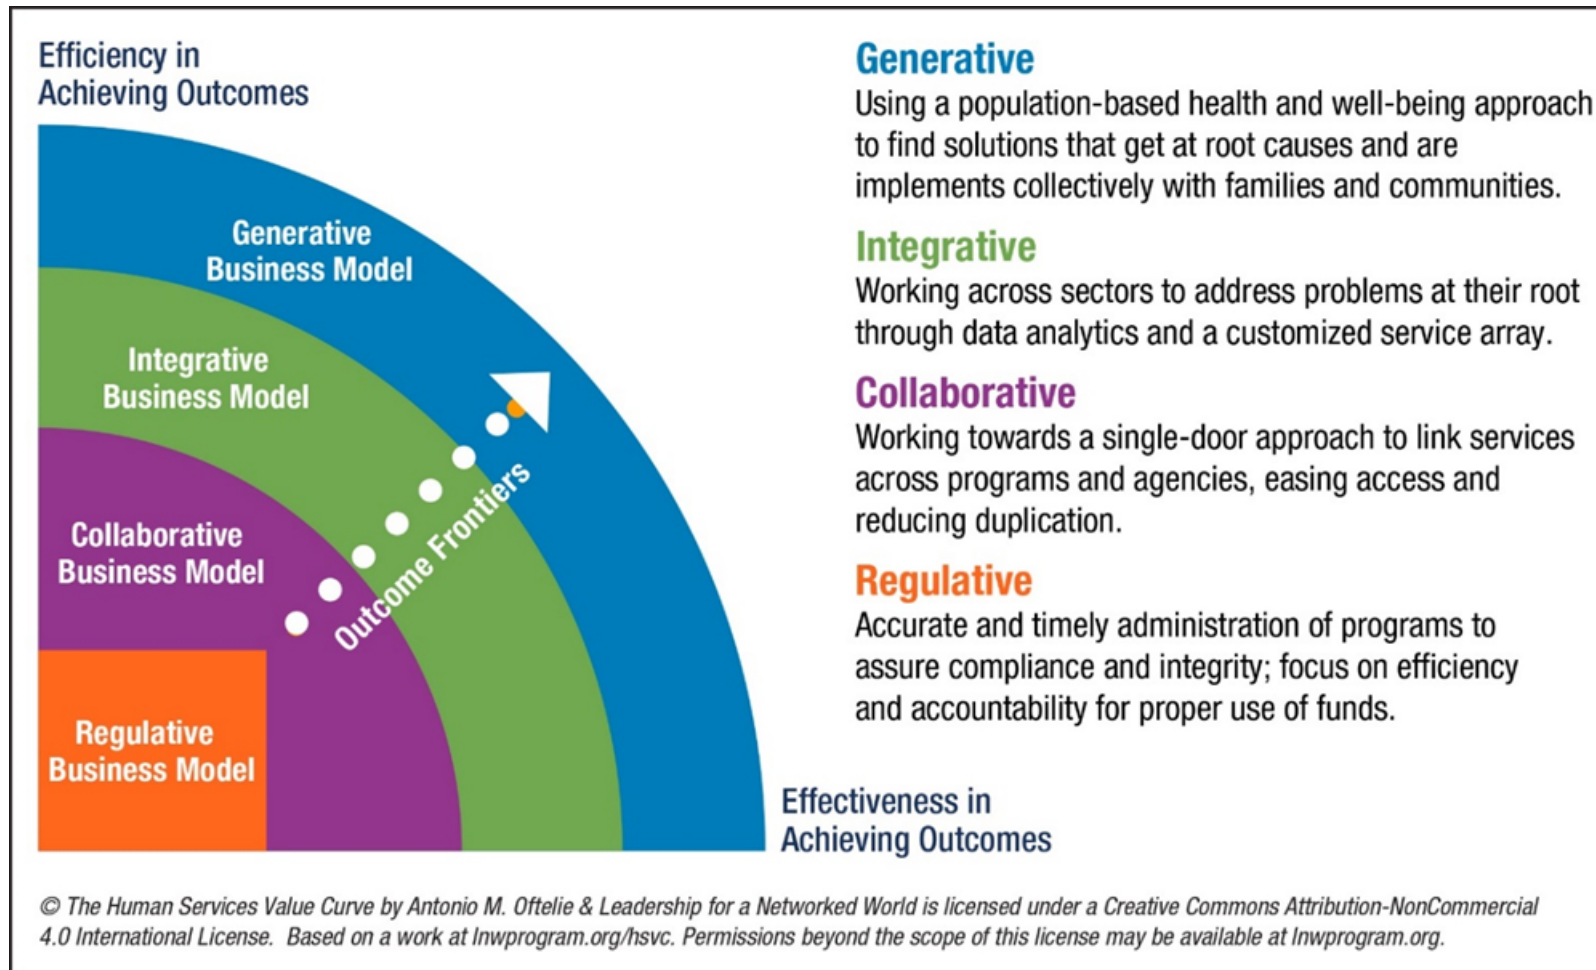 Efficiency in
Achieving Outcomes
Generative
Business Model
Integrative
Business Model
Collaborative
Business Model
Regulative
Business Model
Outcome Frontiers
Effectiveness in
Achieving Outcomes
Generative
Using a population-based health and well-being approach
to find solutions that get at root causes and are
implements collectively with families and communities.
Integrative
Working across sectors to address problems at their root
through data analytics and a customized service array.
Collaborative
Working towards a single-door approach to link services
across programs and agencies, easing access and
reducing duplication.
Regulative
Accurate and timely administration of programs to
assure compliance and integrity; focus on efficiency
and accountability for proper use of funds.
© The Human Services Value Curve by Antonio M. Oftelie & Leadership for a Networked World is licensed under a Creative Commons Attribution-NonCommercial
4.0 International License. Based on a work at lnwprogram.org/hsvc. Permissions beyond the scope of this license may be available at lnwprogram.org.